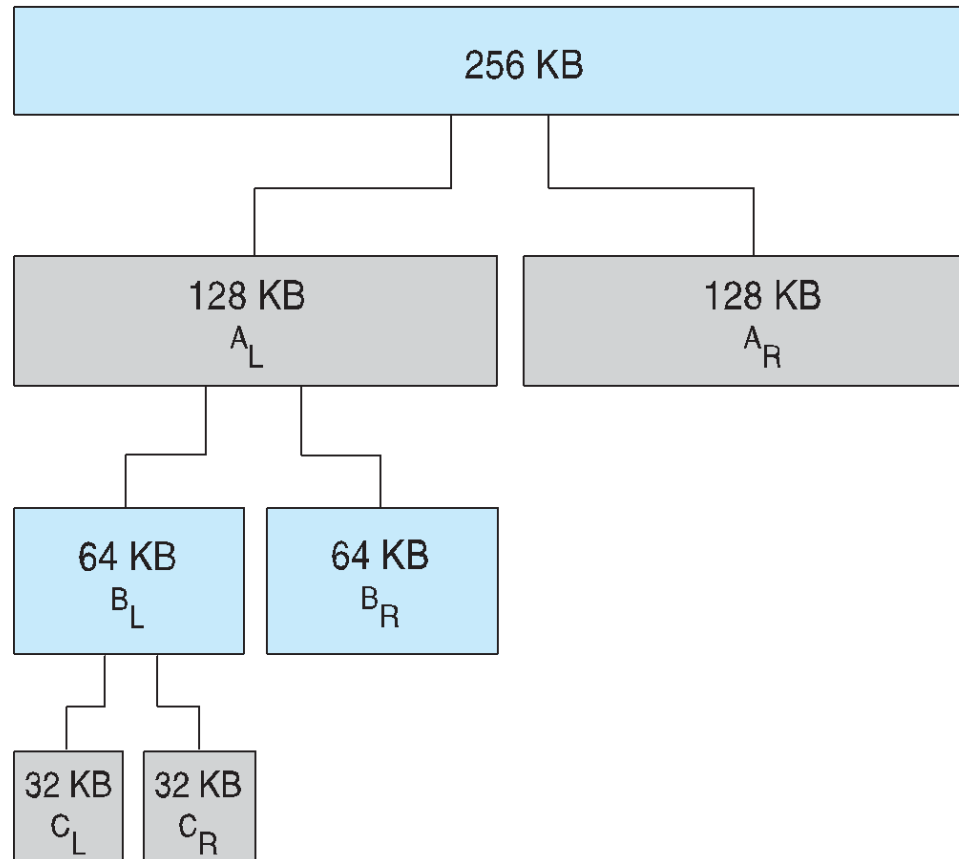 256 KB
128 KB
A_L
128 KB
A_R
64 KB
B_L
64 KB
B_R
32 KB
C_L
32 KB
C_R